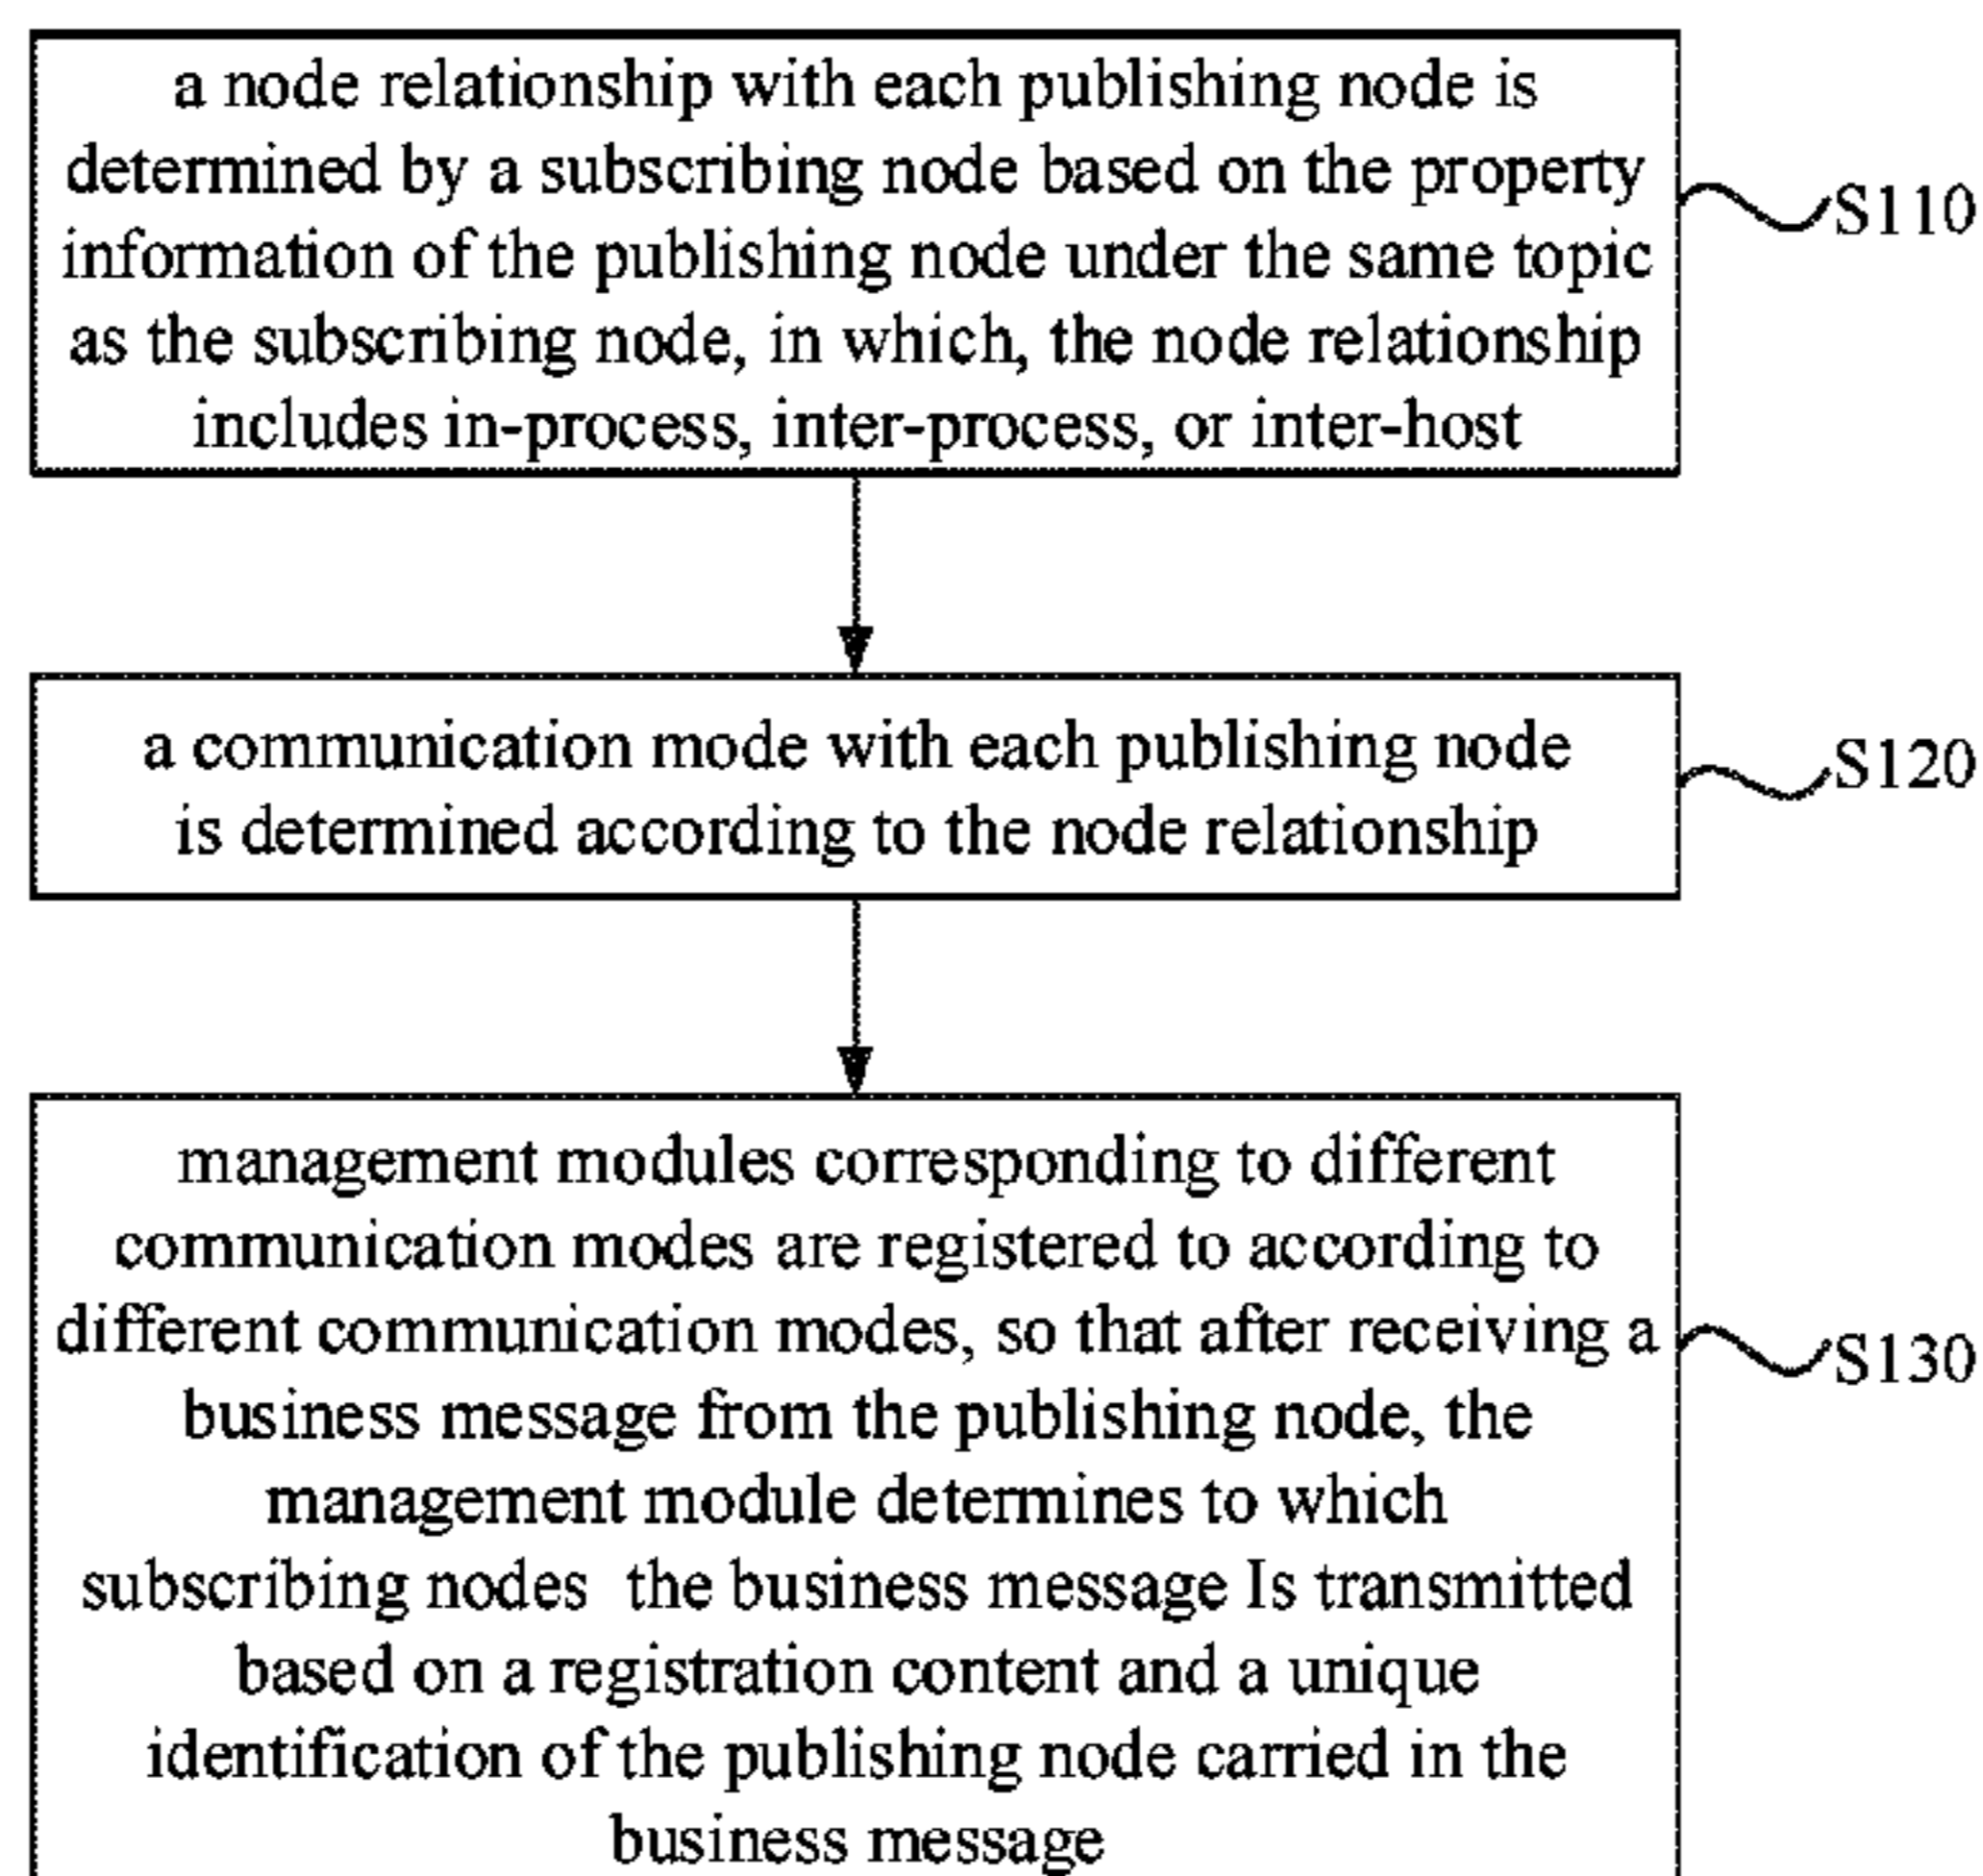 a node relationship with each publishing node is
determined by a subscribing node based on the property
information of the publishing node under the same topic
as the subscribing node, in which, the node relationship
includes in-process, inter-process, or inter-host
S110
a communication mode with each publishing node
is determined according to the node relationship
S120
management modules corresponding to different
communication modes are registered to according to
different communication modes, so that after receiving a
business message from the publishing node, the
management module determines to which
subscribing nodes  the business message Is transmitted
based on a registration content and a unique
identification of the publishing node carried in the
business message
S130